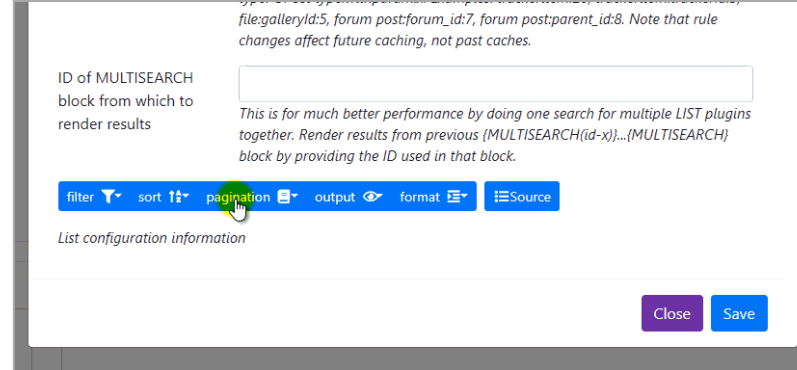 file:galleryId:5, forum post:forum_id:7, forum post:parent_id:8. Note that rule
changes affect future caching, not past caches.
ID of MULTISEARCH
block from which to
render results
This is for much better performance by doing one search for multiple LIST plugins
together. Render results from previous {MULTISEARCH(id-x)}...{MULTISEARCH}
block by providing the ID used in that block.
filter sort pagination output format Source
List configuration information
Close Save